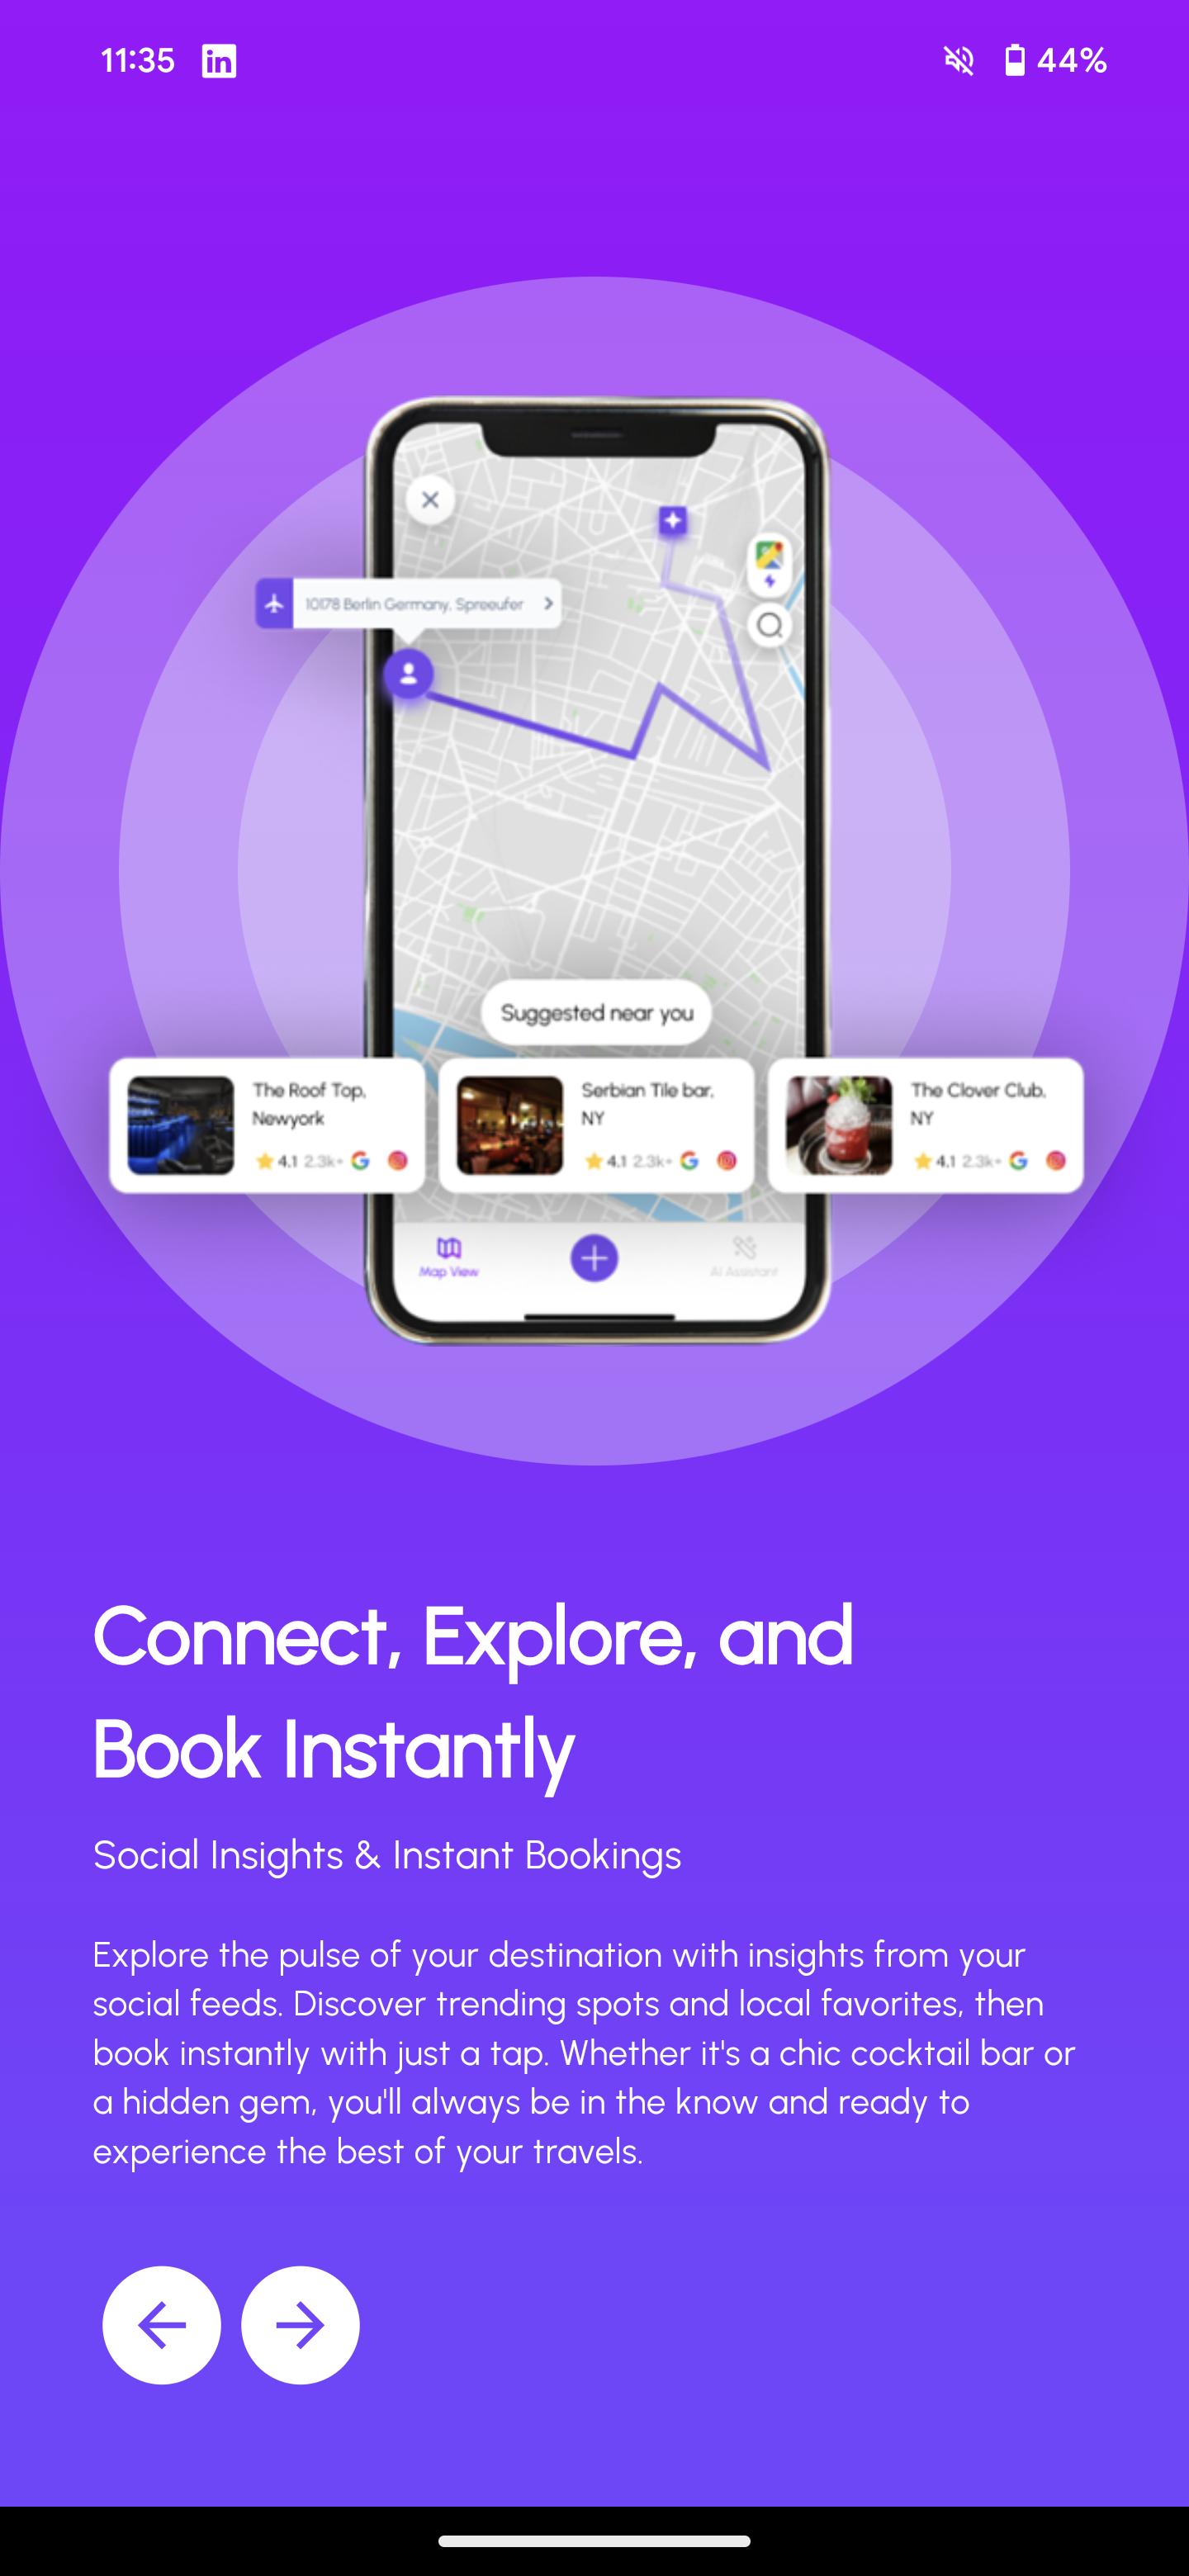 11:35
44%
10178 Berlin Germany, Spreeufer
Suggested near you
The Roof Top,
Newyork
4.1 2.3k+
Serbian Tile bar,
NY
4.1 2.3k+
The Clover Club,
NY
4.1 2.3k+
Map View
AI Assistant
Connect, Explore, and
Book Instantly
Social Insights & Instant Bookings
Explore the pulse of your destination with insights from your
social feeds. Discover trending spots and local favorites, then
book instantly with just a tap. Whether it's a chic cocktail bar or
a hidden gem, you'll always be in the know and ready to
experience the best of your travels.